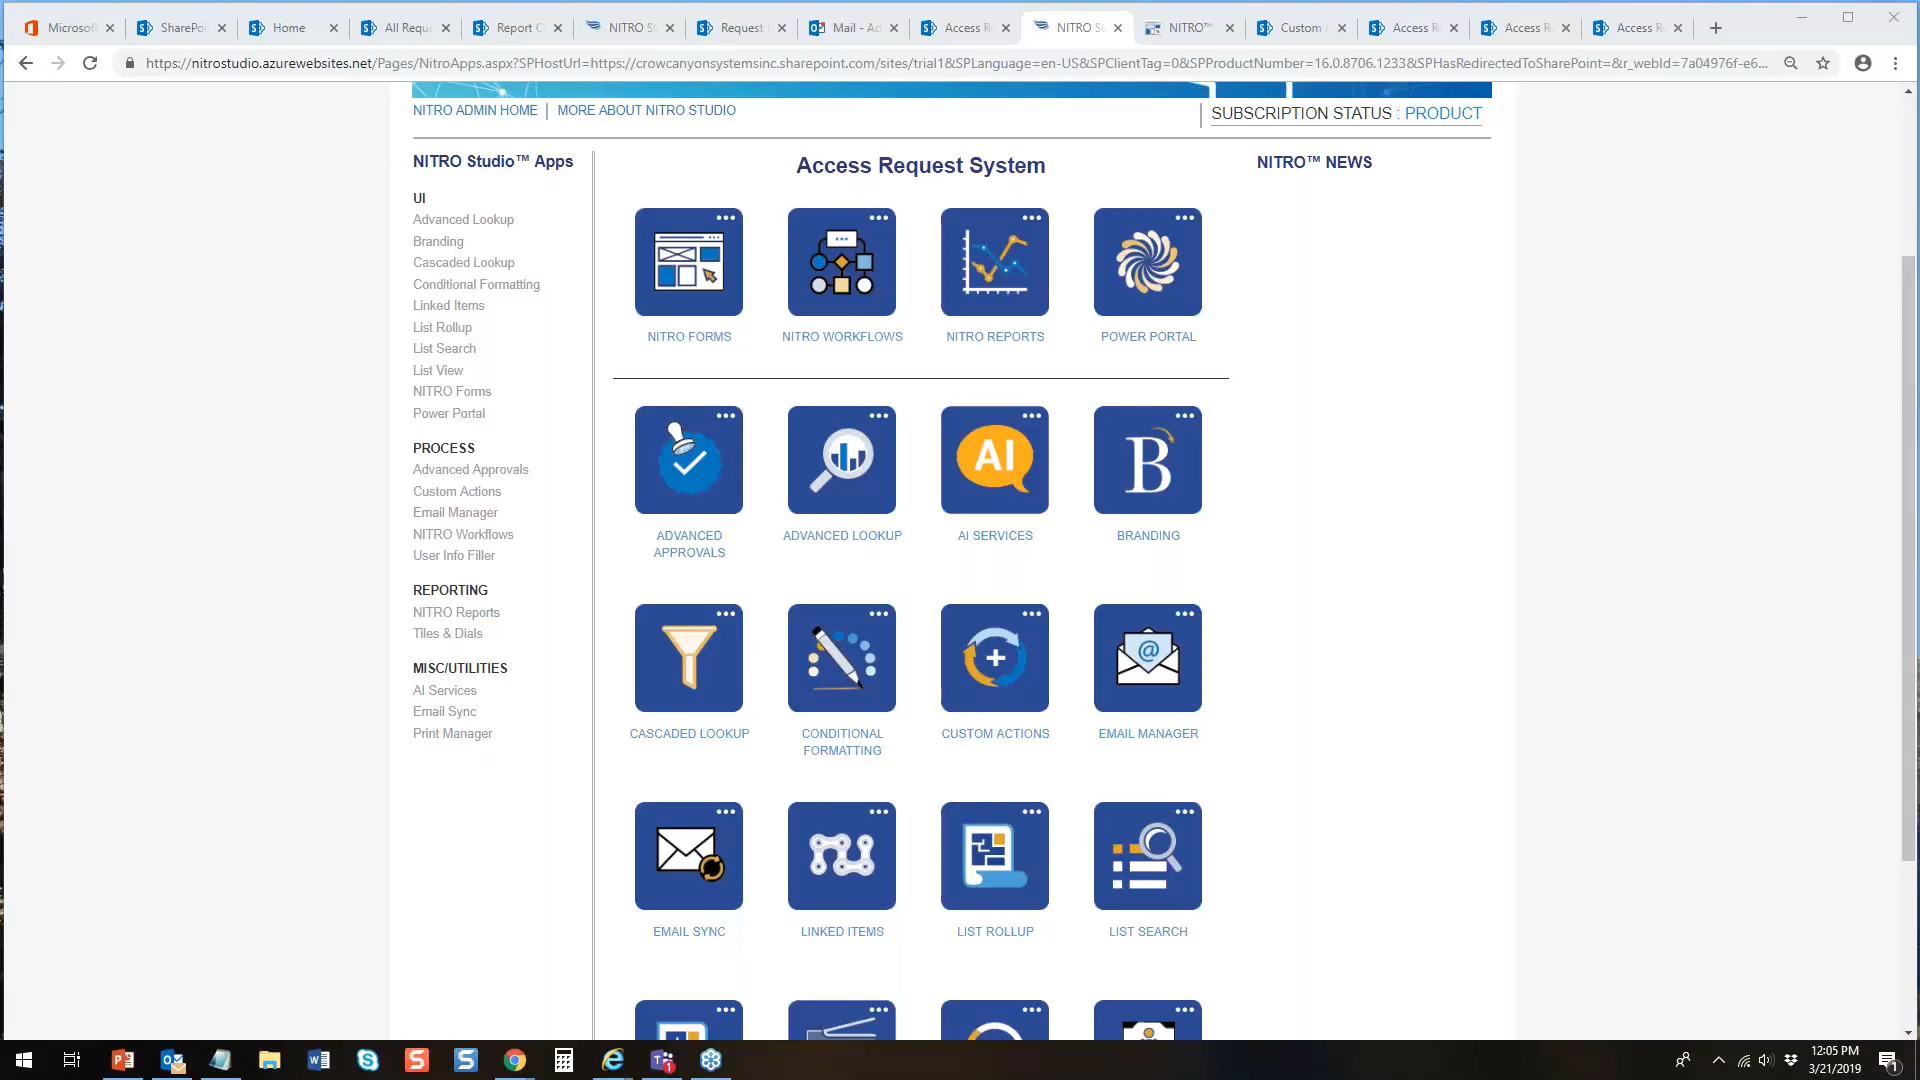 Microsoft
SharePo
Home
All Requ
Report C
NITRO St
Request
Mail - Ad
Access Re
NITRO St
NITRO™
Custom
Access Re
Access Re
Access Re
https://nitrostudio.azurewebsites.net/Pages/NitroApps.aspx?SPHostUrl=https://crowcanyonsystemsinc.sharepoint.com/sites/trial1&SPLanguage=en-US&SPClientTag=0&SPProductNumber=16.0.8706.1233&SPHasRedirectedToSharePoint=&r_webId=7a04976f-e6...
NITRO ADMIN HOME | MORE ABOUT NITRO STUDIO
SUBSCRIPTION STATUS : PRODUCT
NITRO Studio™ Apps
UI
Advanced Lookup
Branding
Cascaded Lookup
Conditional Formatting
Linked Items
List Rollup
List Search
List View
NITRO Forms
Power Portal
PROCESS
Advanced Approvals
Custom Actions
Email Manager
NITRO Workflows
User Info Filler
REPORTING
NITRO Reports
Tiles & Dials
MISC/UTILITIES
AI Services
Email Sync
Print Manager
Access Request System
NITRO FORMS
NITRO WORKFLOWS
NITRO REPORTS
POWER PORTAL
AI
B
ADVANCED
APPROVALS
ADVANCED LOOKUP
AI SERVICES
BRANDING
@
CASCADED LOOKUP
CONDITIONAL
FORMATTING
CUSTOM ACTIONS
EMAIL MANAGER
EMAIL SYNC
LINKED ITEMS
LIST ROLLUP
LIST SEARCH
NITRO™ NEWS
12:05 PM
3/21/2019